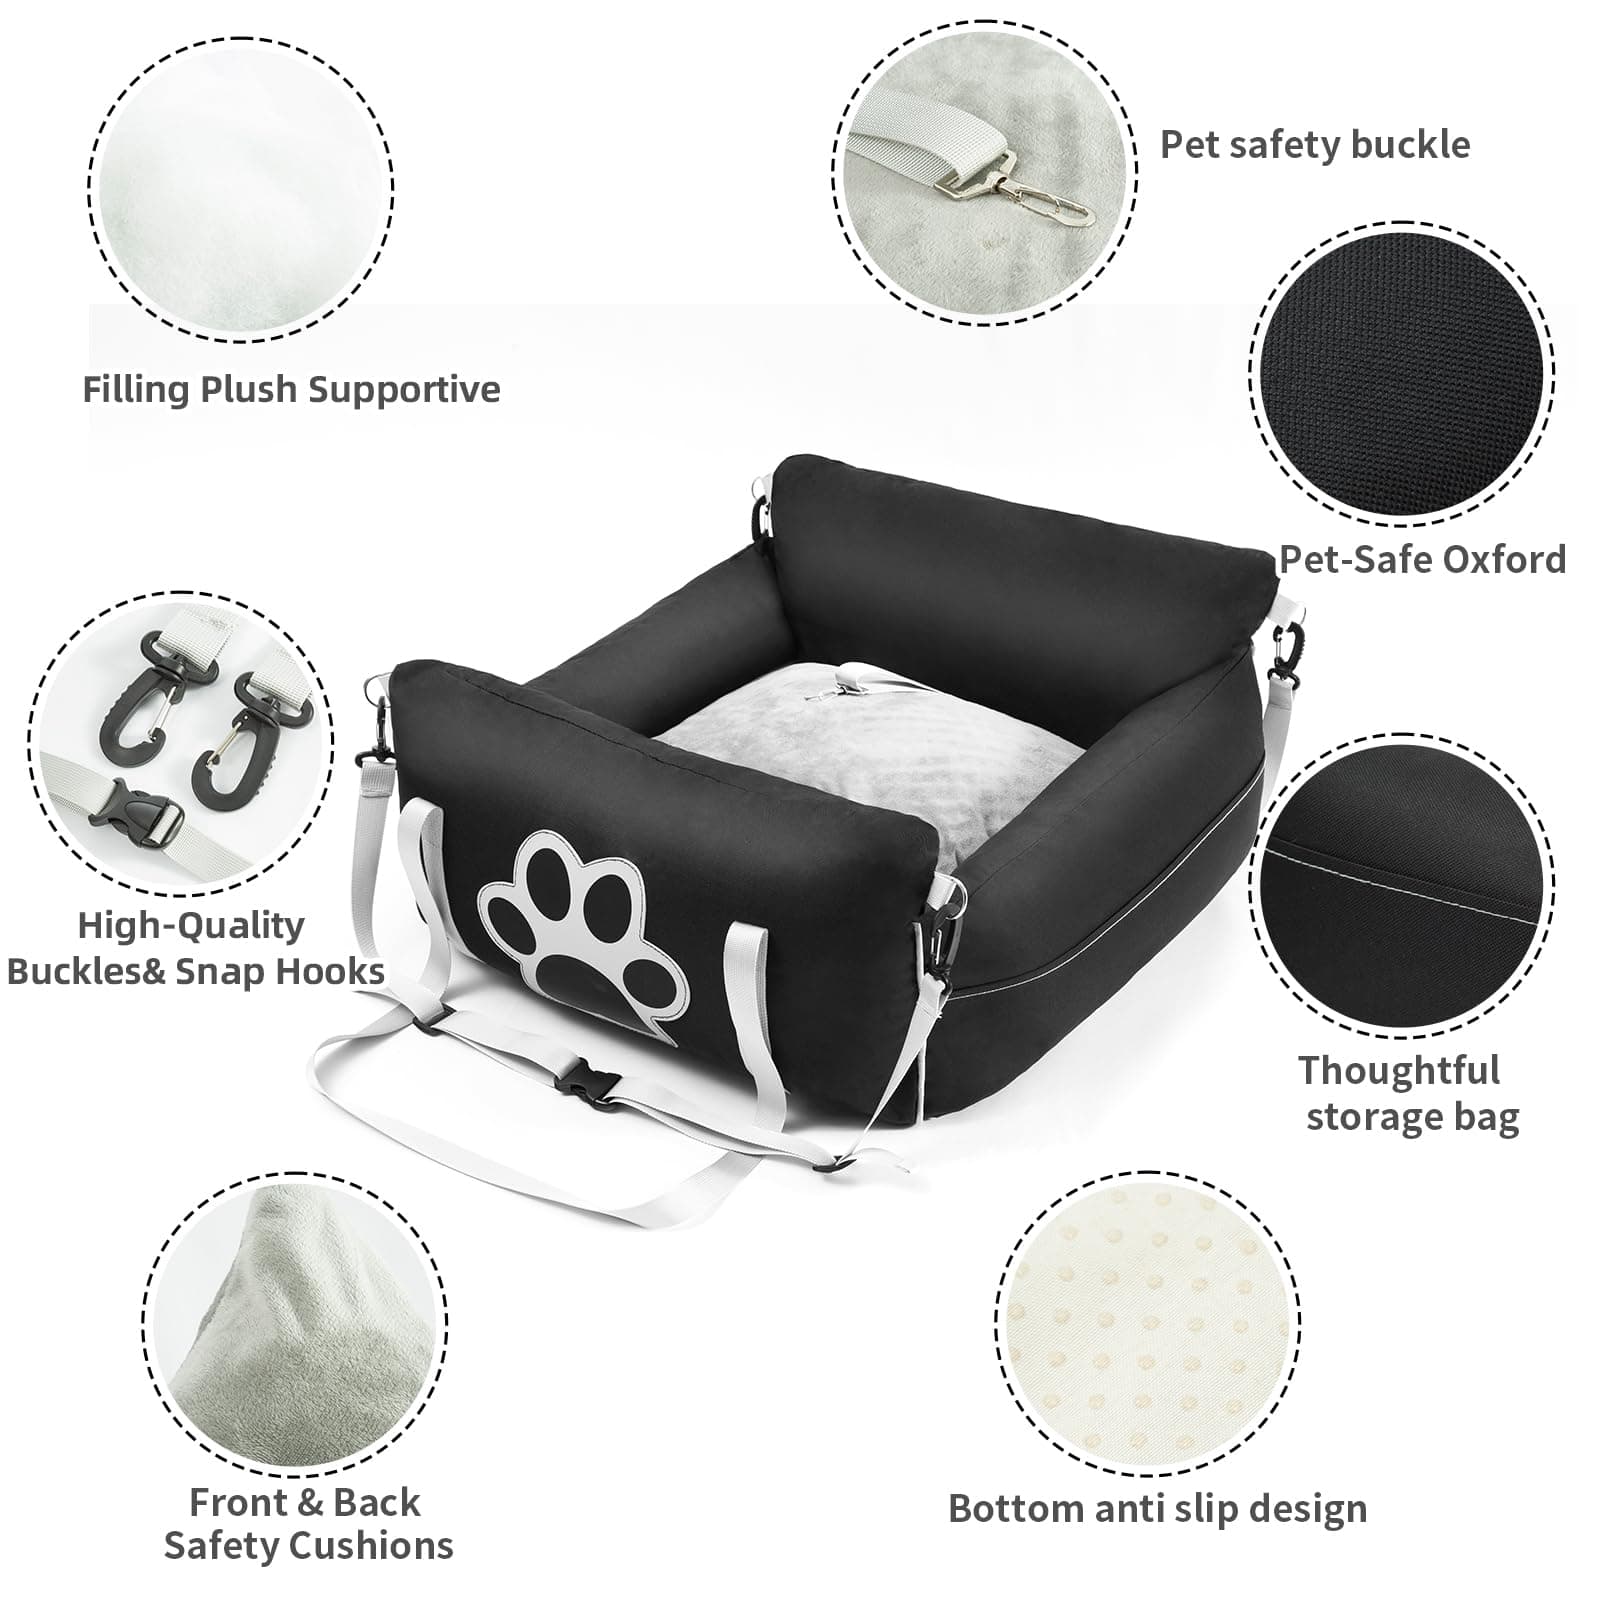 Pet safety buckle
Filling Plush Supportive
Pet-Safe Oxford
High-Quality
Buckles& Snap Hooks
Thoughtful
storage bag
Front & Back
Safety Cushions
Bottom anti slip design